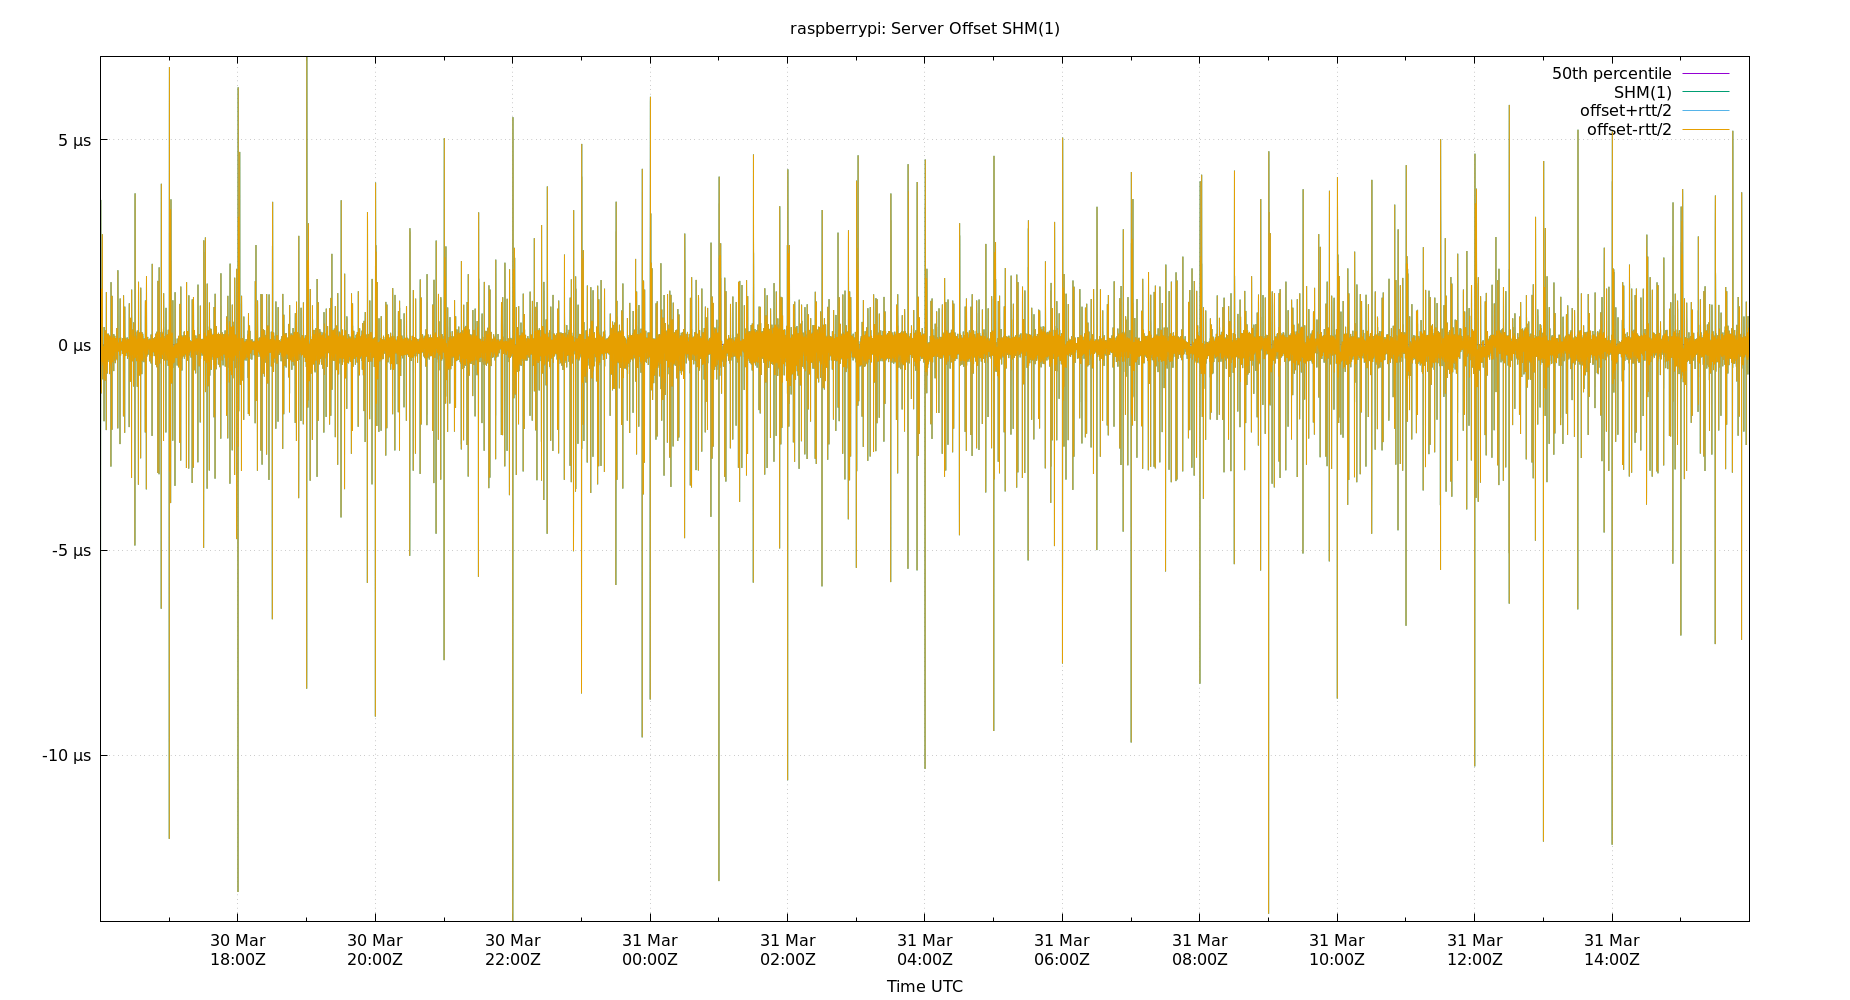 raspberrypi: Server Offset SHM(1)
50th percentile
SHM(1)
offset+rtt/2
offset-rtt/2
5 µs
0 µs
-5 µs
-10 µs
30 Mar 30 Mar 30 Mar 31 Mar 31 Mar 31 Mar 31 Mar 31 Mar 31 Mar 31 Mar 31 Mar
18:00Z 20:00Z 22:00Z 00:00Z 02:00Z 04:00Z 06:00Z 08:00Z 10:00Z 12:00Z 14:00Z
Time UTC